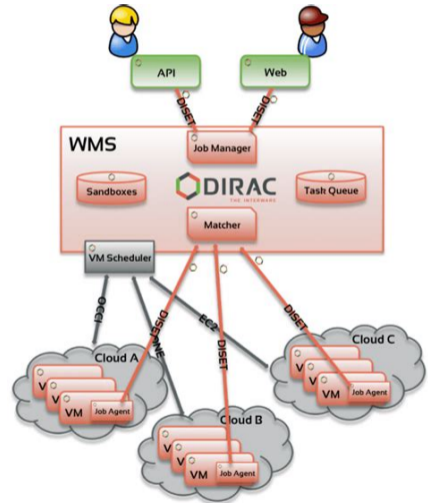 API
Web
DISET
DISET
WMS
Job Manager
Sandboxes
DIRAC
THE INTERWARE
Task Queue
Matcher
VM Scheduler
OCCI
DISET
ONE
EC2
DISET
DISET
Cloud A
Cloud C
V
V
VM
Job Agent
V
V
VM
Job Agent
Cloud B
V
V
VM
Job Agent